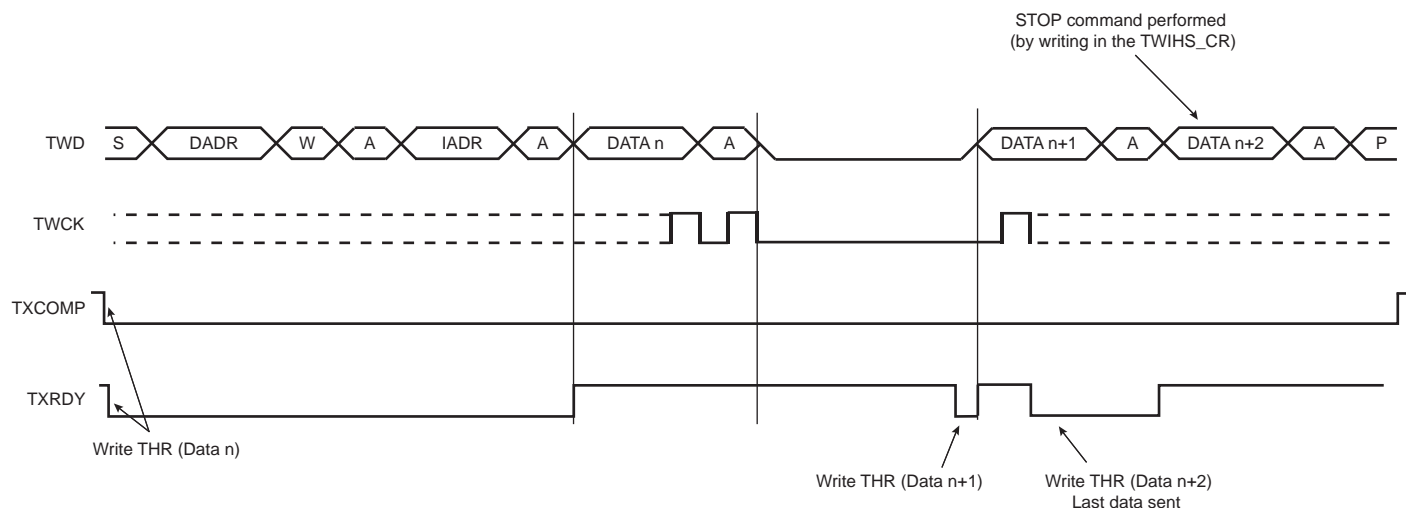 STOP command performed
(by writing in the TWIHS_CR)
TWD S DADR W A IADR A DATA n A DATA n+1 A DATA n+2 A P
TWCK
TXCOMP
TXRDY
Write THR (Data n)
Write THR (Data n+1)
Write THR (Data n+2)
Last data sent